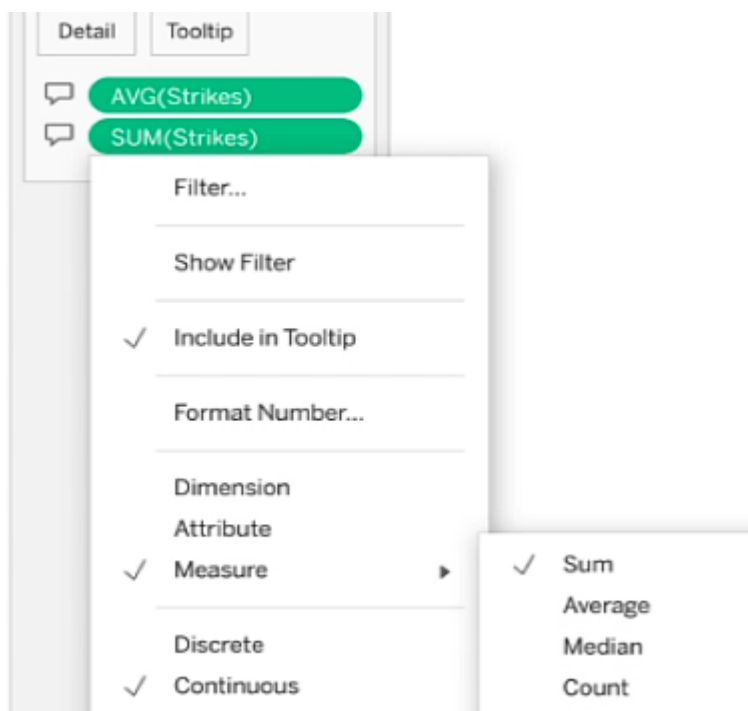 Detail Tooltip
AVG(Strikes)
SUM(Strikes)
Filter...
Show Filter
Include in Tooltip
Format Number...
Dimension
Attribute
Measure
Discrete
Continuous
Sum
Average
Median
Count